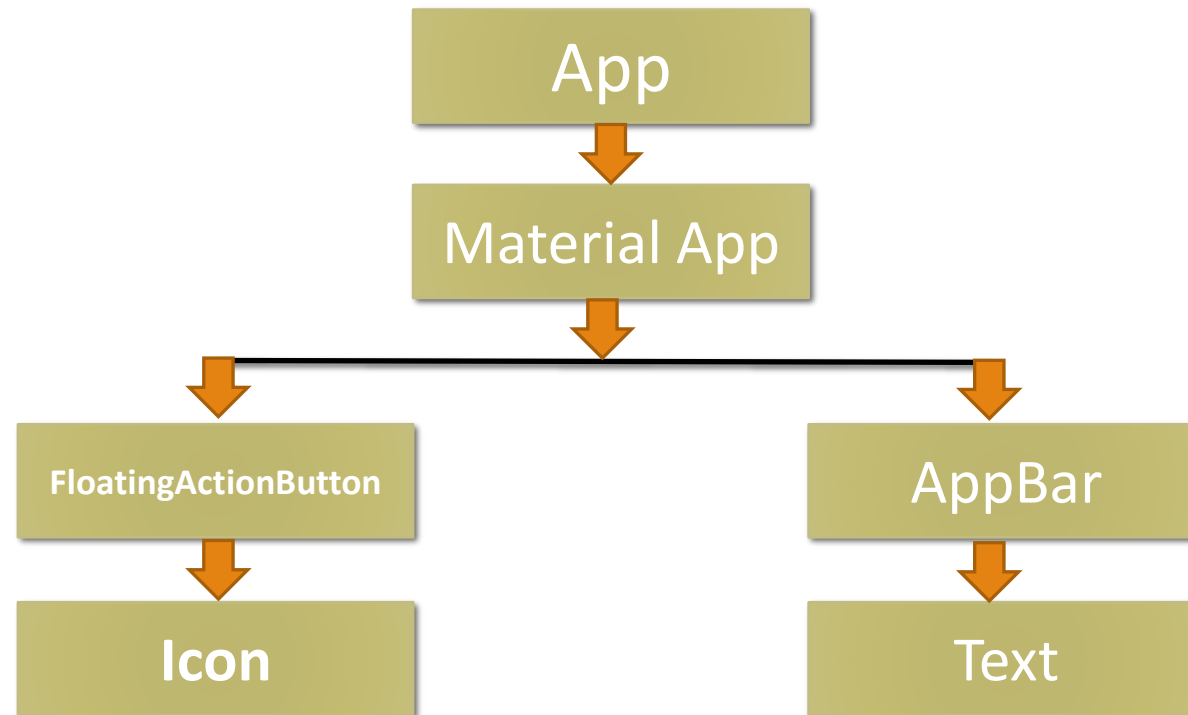 App
Material App
FloatingActionButton
AppBar
Icon
Text